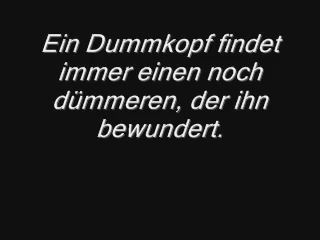 Ein Dummkopf findet
immer einen noch
dümmeren, der ihn
bewundert.